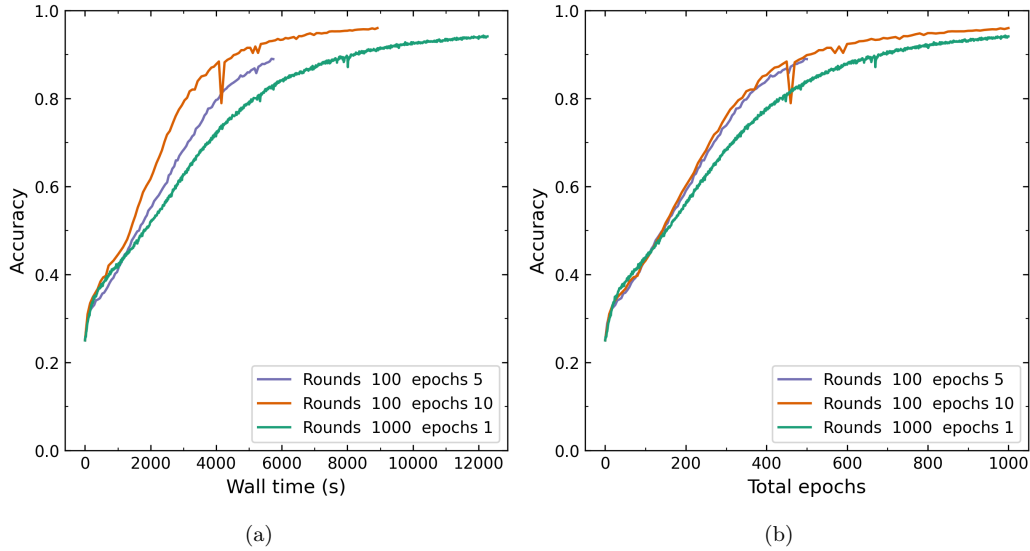 1.0
0.8
0.6
0.4
0.2
0.0
Accuracy
Rounds 100 epochs 5
Rounds 100 epochs 10
Rounds 1000 epochs 1
0 2000 4000 6000 8000 10000 12000
Wall time (s)
(a)
1.0
0.8
0.6
0.4
0.2
0.0
Accuracy
Rounds 100 epochs 5
Rounds 100 epochs 10
Rounds 1000 epochs 1
0 200 400 600 800 1000
Total epochs
(b)